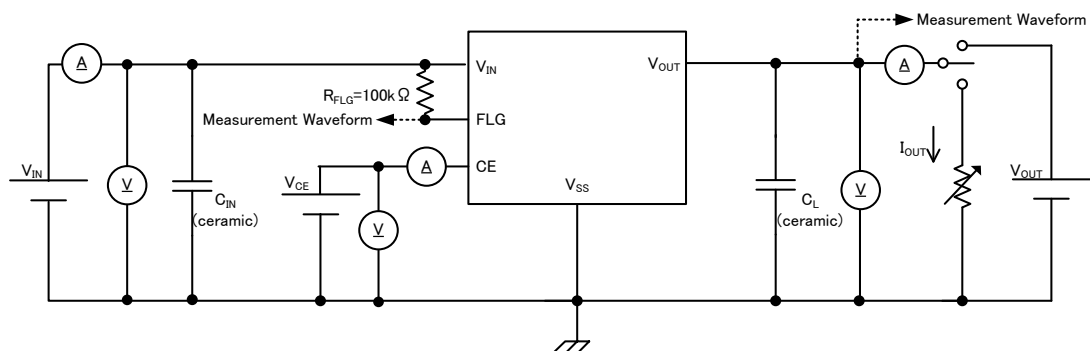 Measurement Waveform
A
V_IN
V_OUT
A
R_FLG=100kΩ
Measurement Waveform
FLG
I_OUT
V_IN
V
C_IN
(ceramic)
V_CE
A
CE
V_SS
C_L
(ceramic)
V
V_OUT
V